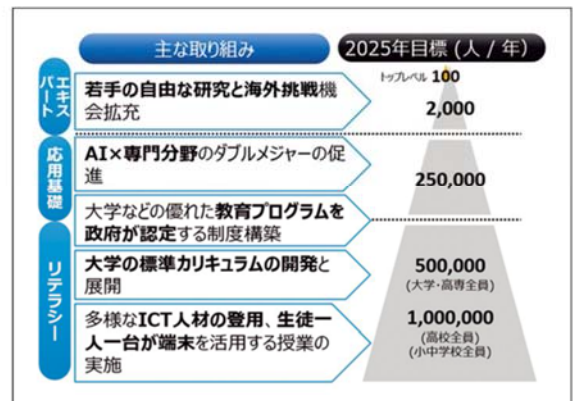 主な取り組み
2025年目標 (人 / 年)
エキスパート
若手の自由な研究と海外挑戦機
会拡充
トップレベル 100
2,000
応用基礎
AI×専門分野のダブルメジャーの促
進
250,000
大学などの優れた教育プログラムを
政府が認定する制度構築
リテラシー
大学の標準カリキュラムの開発と
展開
500,000
(大学・高専全員)
多様なICT人材の登用、生徒一
人一台が端末を活用する授業の
実施
1,000,000
(高校全員)
(小中学校全員)